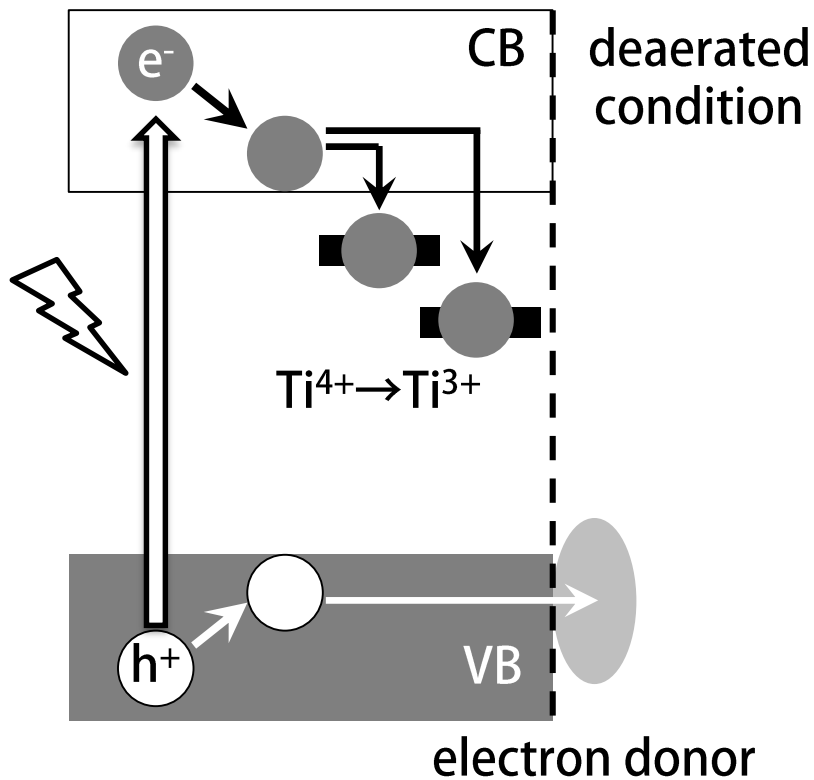 CB
deaerated
condition
e⁻
Ti⁴⁺→Ti³⁺
h⁺
VB
electron donor